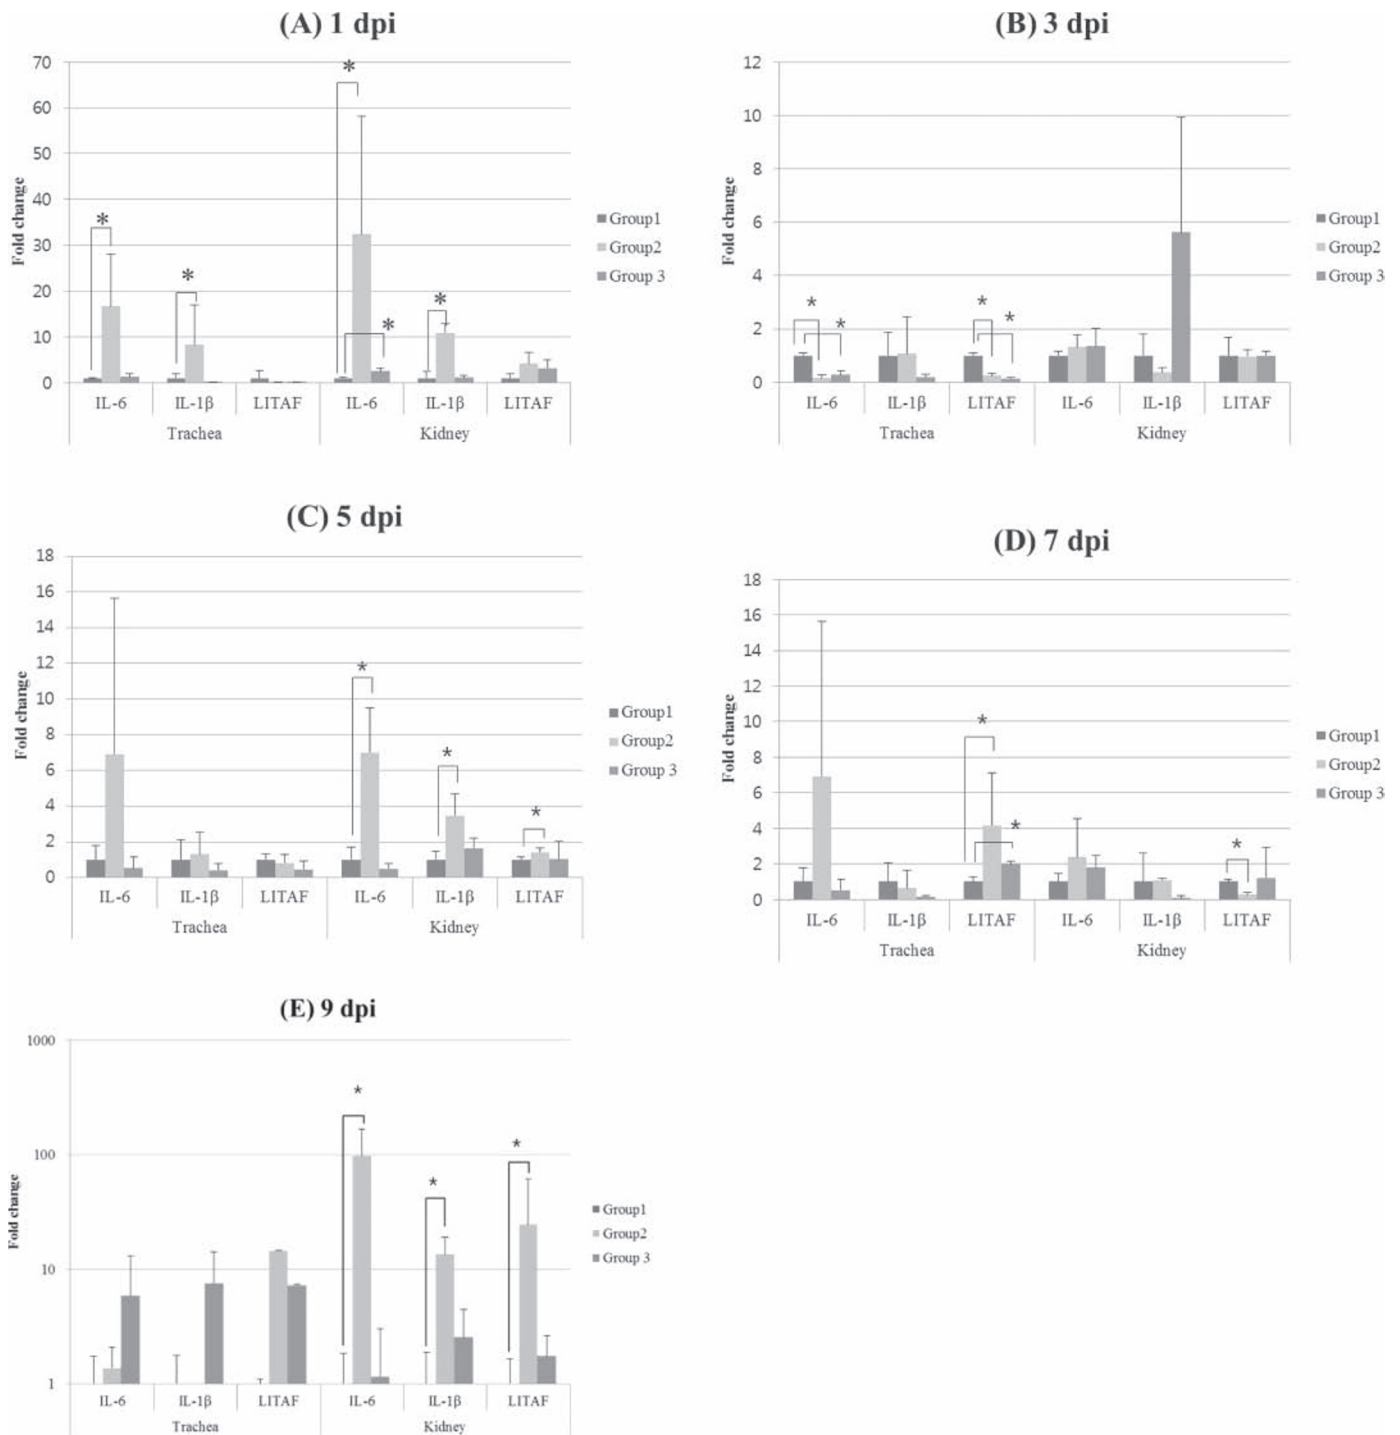 (A) 1 dpi
70
60
50
40
30
20
10
0
Fold change
* * * * *
IL-6 IL-1β LITAF IL-6 IL-1β LITAF
Trachea Kidney
Group1
Group2
Group 3
(B) 3 dpi
12
10
8
6
4
2
0
Fold change
* * * *
IL-6 IL-1β LITAF IL-6 IL-1β LITAF
Trachea Kidney
Group1
Group2
Group 3
(C) 5 dpi
18
16
14
12
10
8
6
4
2
0
Fold change
* * *
IL-6 IL-1β LITAF IL-6 IL-1β LITAF
Trachea Kidney
Group1
Group2
Group 3
(D) 7 dpi
18
16
14
12
10
8
6
4
2
0
Fold change
* * *
IL-6 IL-1β LITAF IL-6 IL-1β LITAF
Trachea Kidney
Group1
Group2
Group 3
(E) 9 dpi
1000
100
10
1
Fold change
* * *
IL-6 IL-1β LITAF IL-6 IL-1β LITAF
Trachea Kidney
Group1
Group2
Group 3